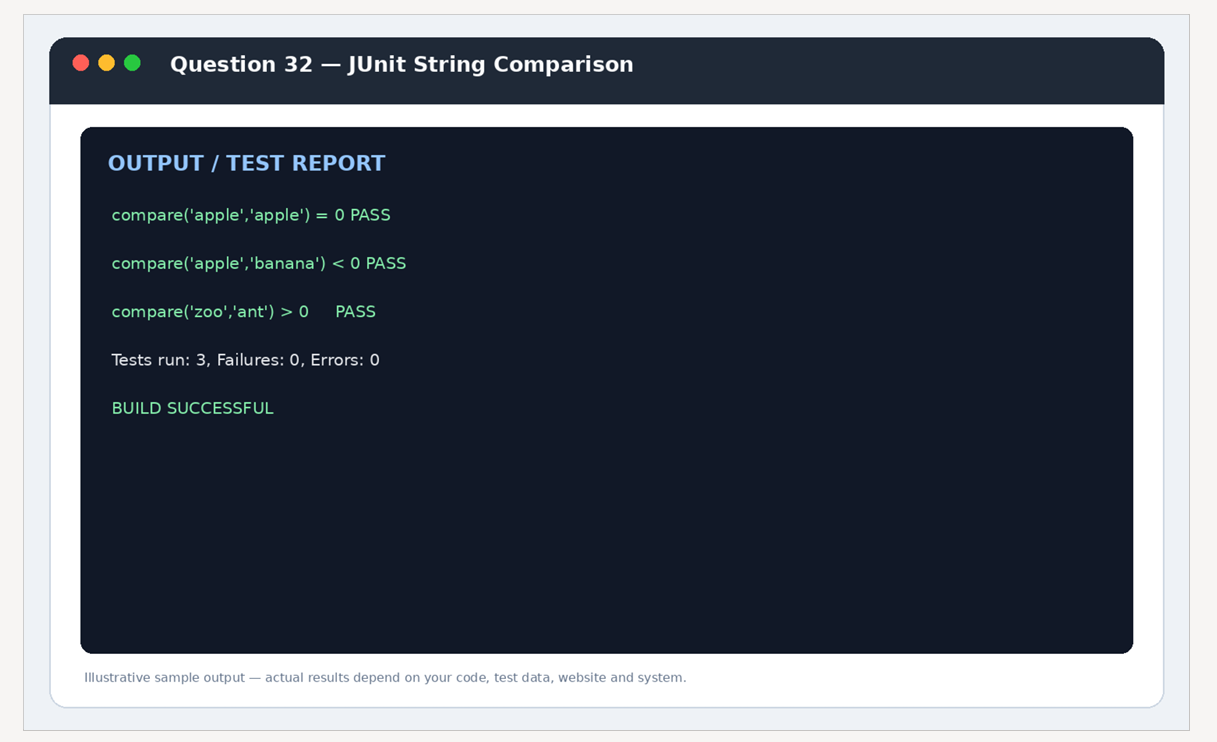 Question 32 — JUnit String Comparison
OUTPUT / TEST REPORT
compare('apple','apple') = 0 PASS
compare('apple','banana') < 0 PASS
compare('zoo','ant') > 0     PASS
Tests run: 3, Failures: 0, Errors: 0
BUILD SUCCESSFUL
Illustrative sample output — actual results depend on your code, test data, website and system.